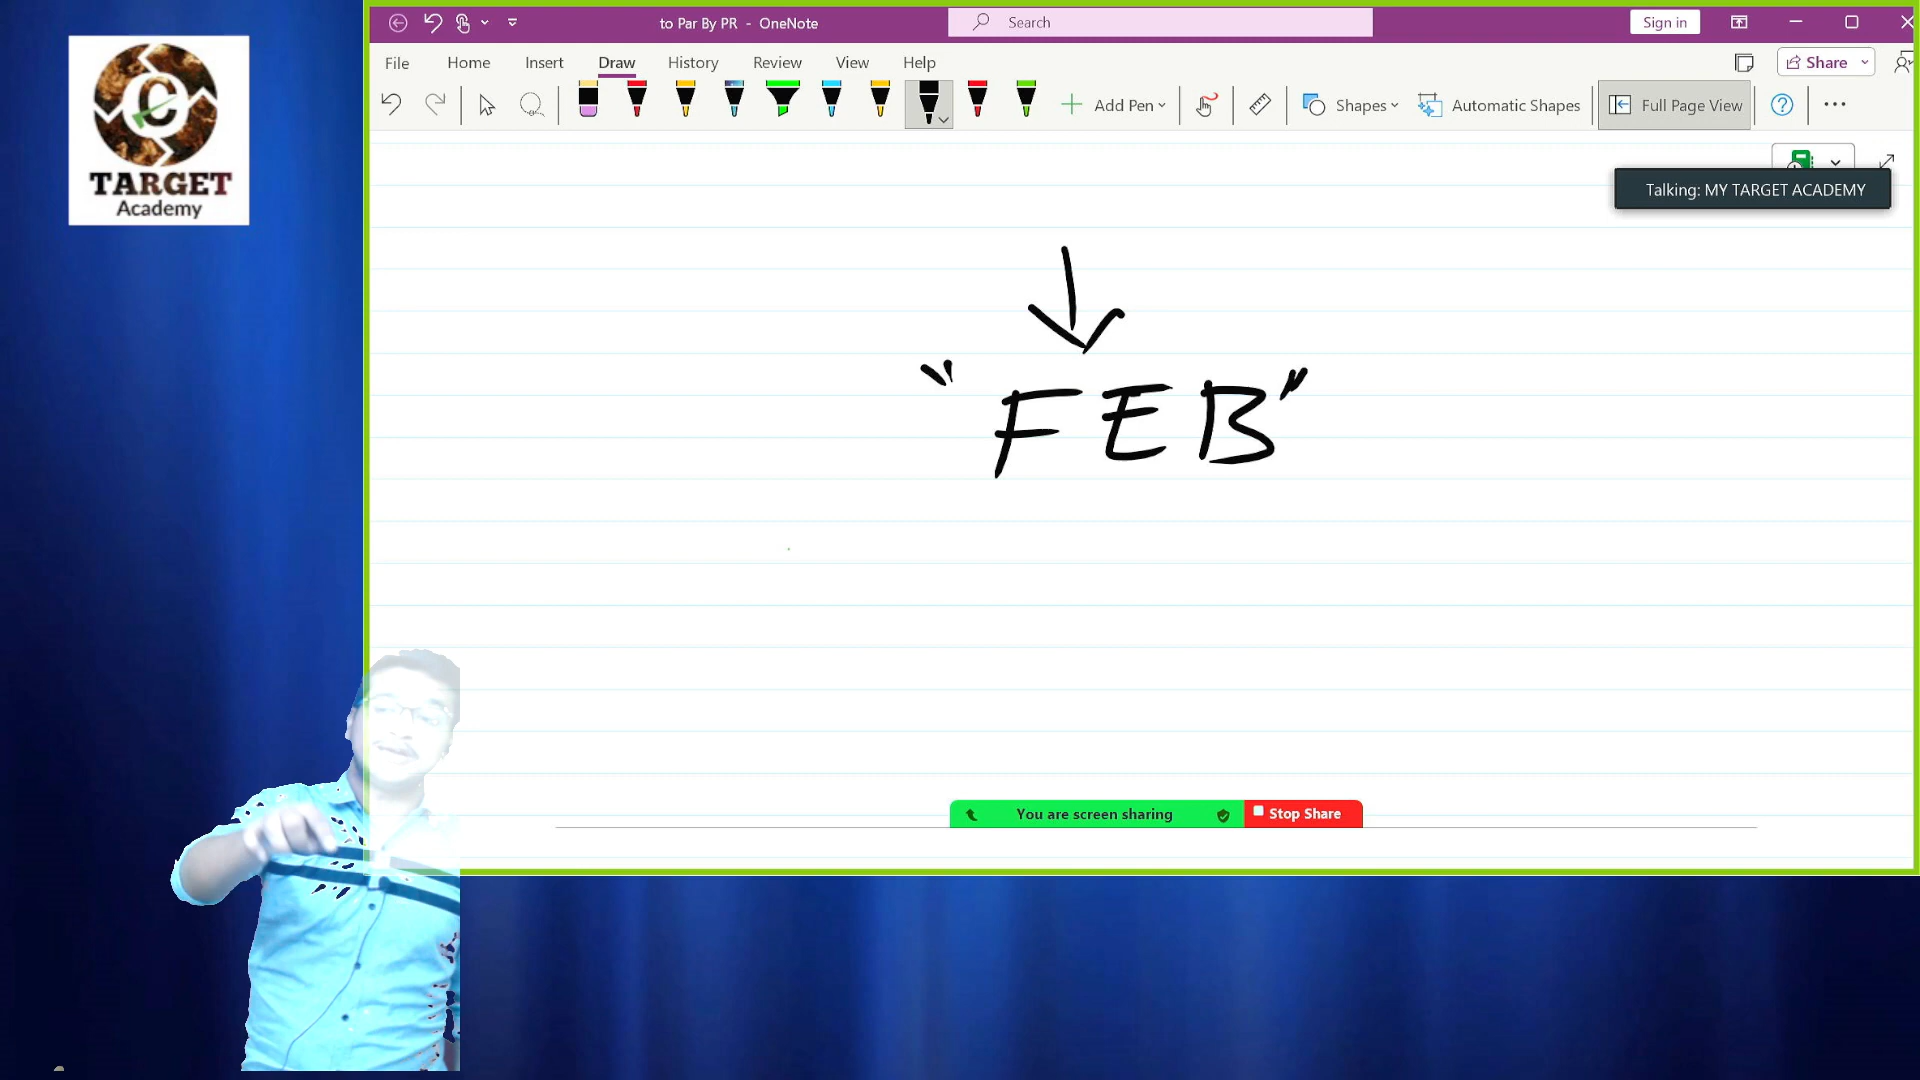 to Par By PR - OneNote
Search
Sign in
File Home Insert Draw History Review View Help
Share
Add Pen
Shapes
Automatic Shapes
Full Page View
Talking: MY TARGET ACADEMY
C
TARGET
Academy
"FEB"
You are screen sharing
Stop Share